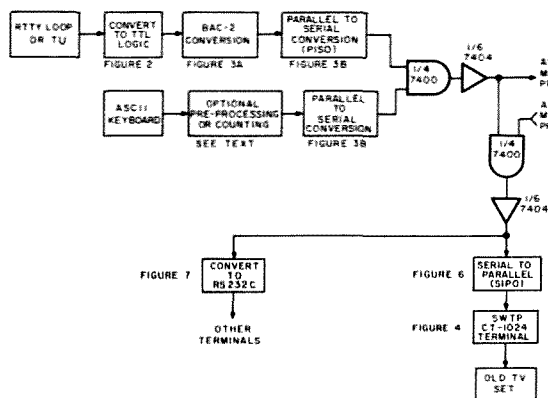 RTTY LOOP
OR TU
CONVERT
TO TTL
LOGIC
BAC-2
CONVERSION
PARALLEL TO
SERIAL
CONVERSION
(PISO)
FIGURE 2
FIGURE 3A
FIGURE 3B
1/4
7400
1/6
7404
ASCII
KEYBOARD
OPTIONAL
PRE-PROCESSING
OR COUNTING
PARALLEL
TO
SERIAL
CONVERSION
SEE TEXT
FIGURE 3B
1/4
7400
1/6
7404
FIGURE 7
CONVERT
TO
RS232C
FIGURE 6
SERIAL TO
PARALLEL
(SIPO)
OTHER
TERMINALS
FIGURE 4
SWTP
CT-1024
TERMINAL
OLD TV
SET